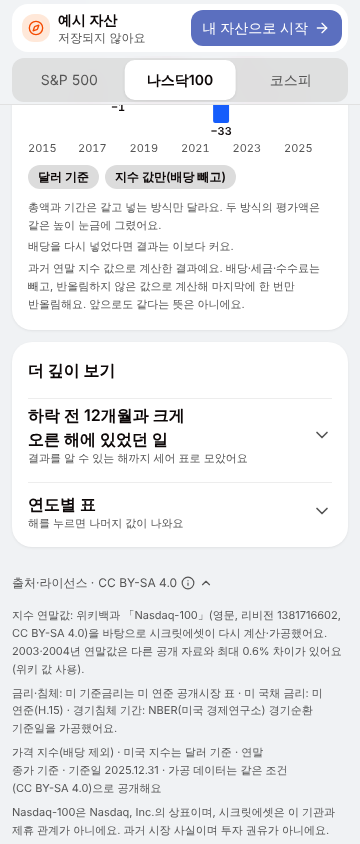 예시 자산
저장되지 않아요
내 자산으로 시작
S&P 500
나스닥100
코스피
−1
−33
2015 2017 2019 2021 2023 2025
달러 기준
지수 값만(배당 빼고)
총액과 기간은 같고 넣는 방식만 달라요. 두 방식의 평가액은
같은 높이 눈금에 그렸어요.
배당을 다시 넣었다면 결과는 이보다 커요.
과거 연말 지수 값으로 계산한 결과예요. 배당·세금·수수료는
빼고, 반올림하지 않은 값으로 계산해 마지막에 한 번만
반올림해요. 앞으로도 같다는 뜻은 아니에요.
더 깊이 보기
하락 전 12개월과 크게
오른 해에 있었던 일
결과를 알 수 있는 해까지 세어 표로 모았어요
연도별 표
해를 누르면 나머지 값이 나와요
출처·라이선스 · CC BY-SA 4.0
지수 연말값: 위키백과 「Nasdaq-100」(영문, 리비전 1381716602,
CC BY-SA 4.0)을 바탕으로 시크릿에셋이 다시 계산·가공했어요.
2003·2004년 연말값은 다른 공개 자료와 최대 0.6% 차이가 있어요
(위키 값 사용).
금리·침체: 미 기준금리는 미 연준 공개시장 표 · 미 국채 금리: 미
연준(H.15) · 경기침체 기간: NBER(미국 경제연구소) 경기순환
기준일을 가공했어요.
가격 지수(배당 제외) · 미국 지수는 달러 기준 · 연말
종가 기준 · 기준일 2025.12.31 · 가공 데이터는 같은 조건
(CC BY-SA 4.0)으로 공개해요
Nasdaq-100은 Nasdaq, Inc.의 상표이며, 시크릿에셋은 이 기관과
제휴 관계가 아니에요. 과거 시장 사실이며 투자 권유가 아니에요.